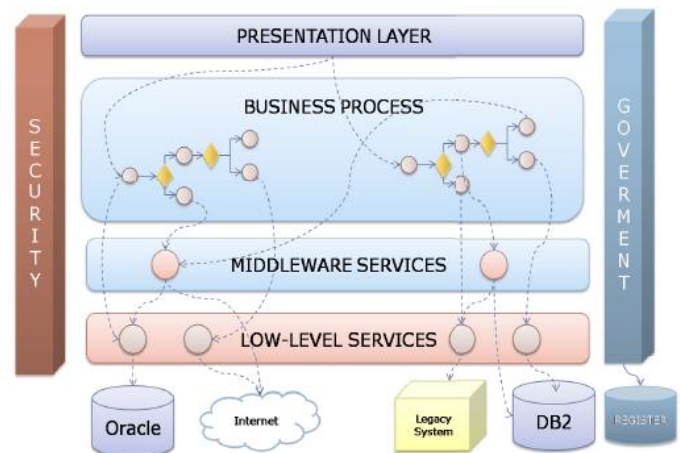 PRESENTATION LAYER
BUSINESS PROCESS
SECURITY
GOVERMENT
MIDDLEWARE SERVICES
LOW-LEVEL SERVICES
Oracle
Internet
Legacy
System
DB2
REGISTER